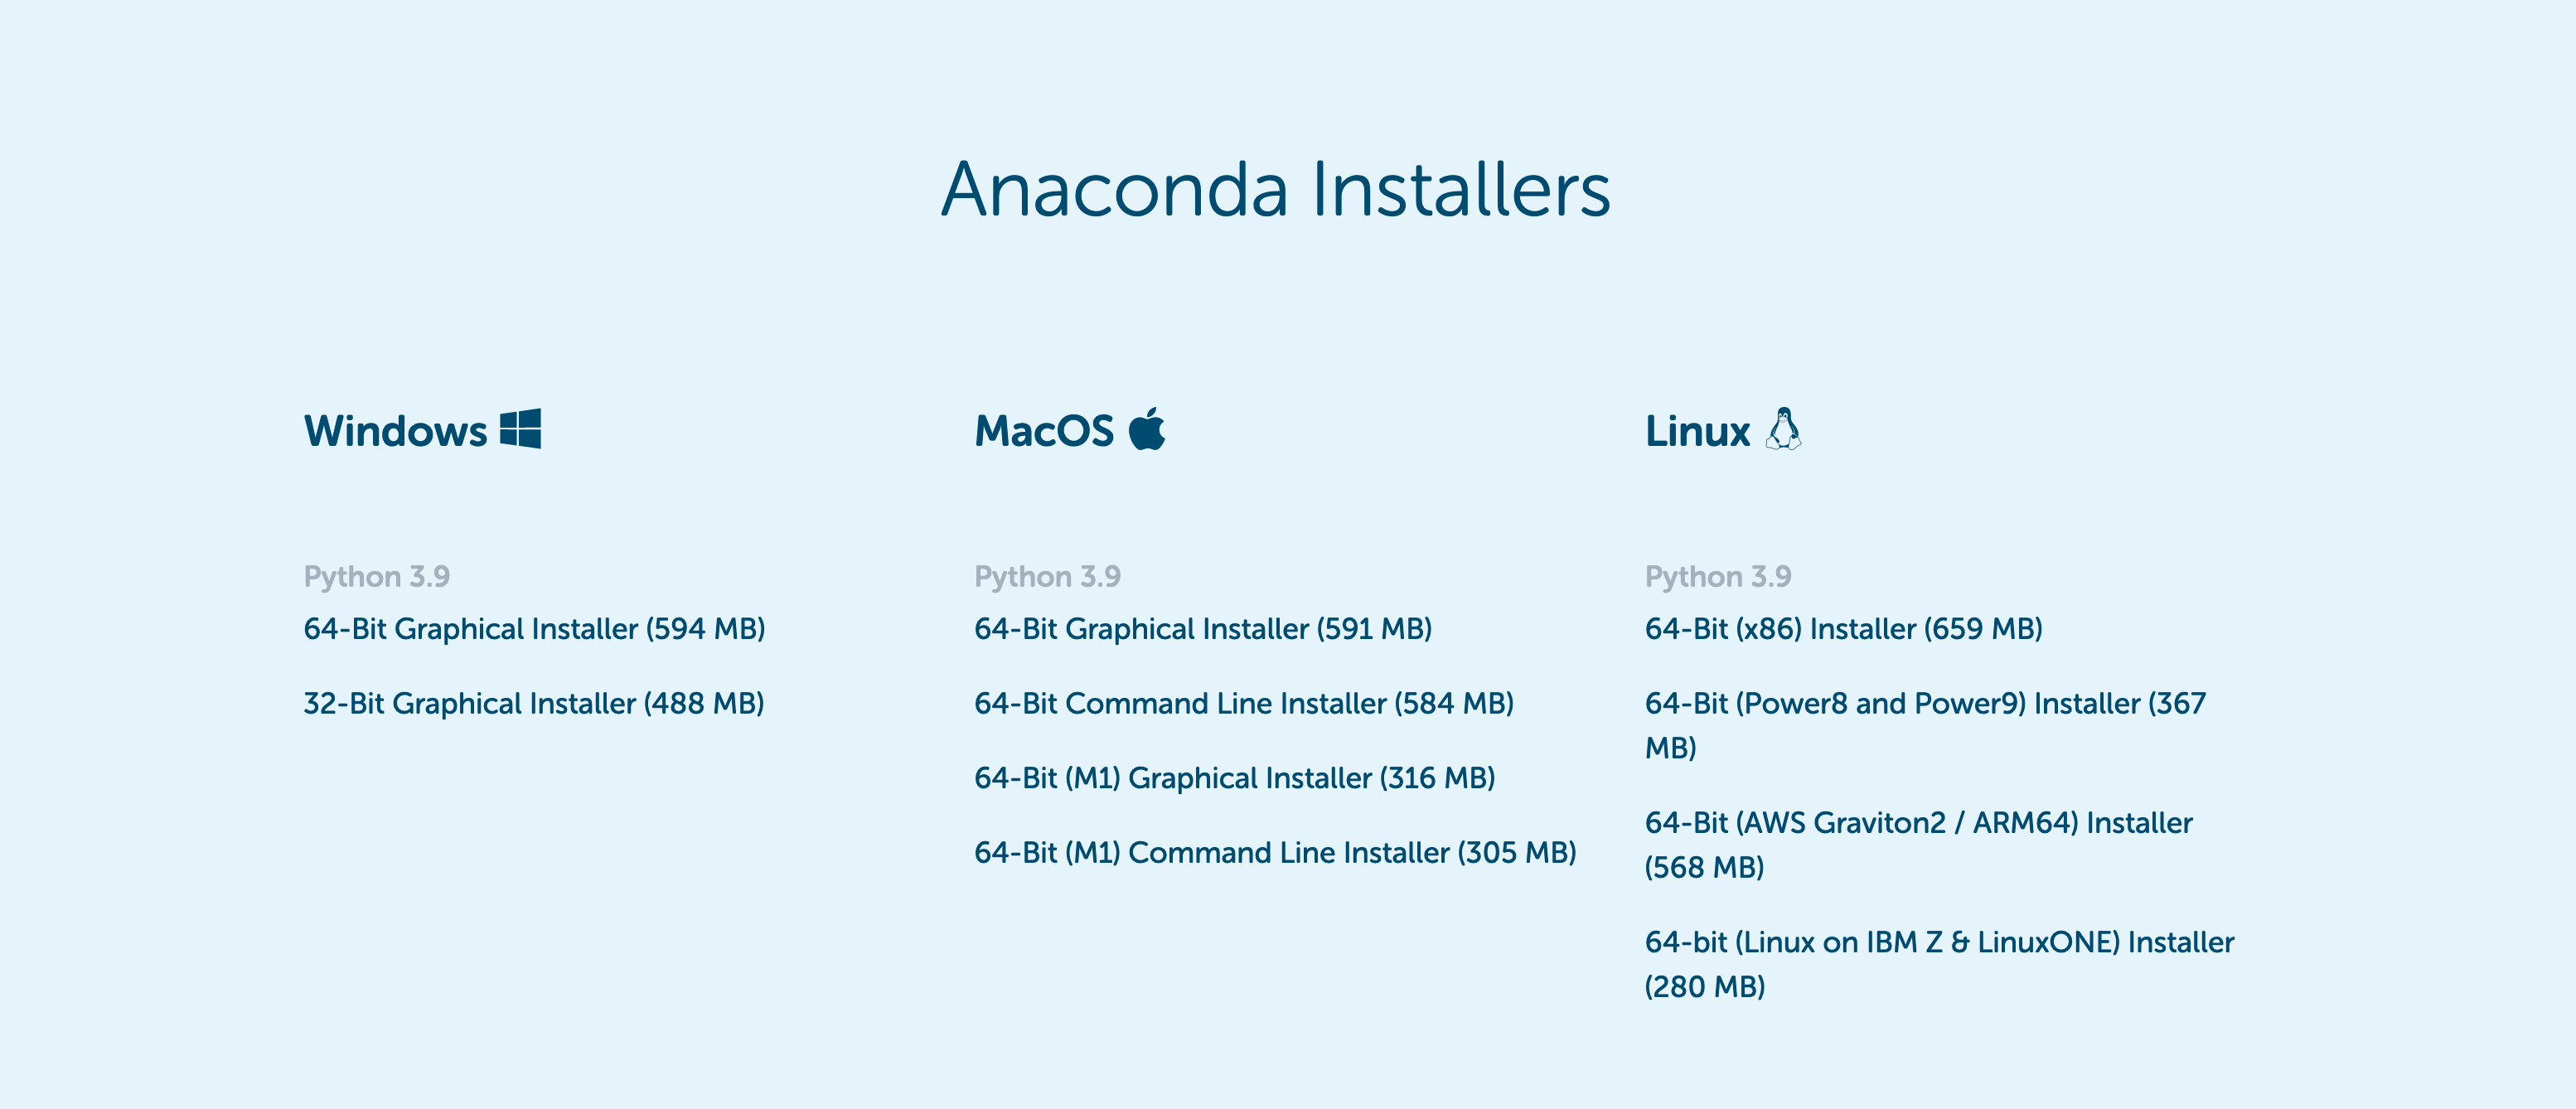 Anaconda Installers
Windows
Python 3.9
64-Bit Graphical Installer (594 MB)
32-Bit Graphical Installer (488 MB)
MacOS
Python 3.9
64-Bit Graphical Installer (591 MB)
64-Bit Command Line Installer (584 MB)
64-Bit (M1) Graphical Installer (316 MB)
64-Bit (M1) Command Line Installer (305 MB)
Linux
Python 3.9
64-Bit (x86) Installer (659 MB)
64-Bit (Power8 and Power9) Installer (367
MB)
64-Bit (AWS Graviton2 / ARM64) Installer
(568 MB)
64-bit (Linux on IBM Z & LinuxONE) Installer
(280 MB)